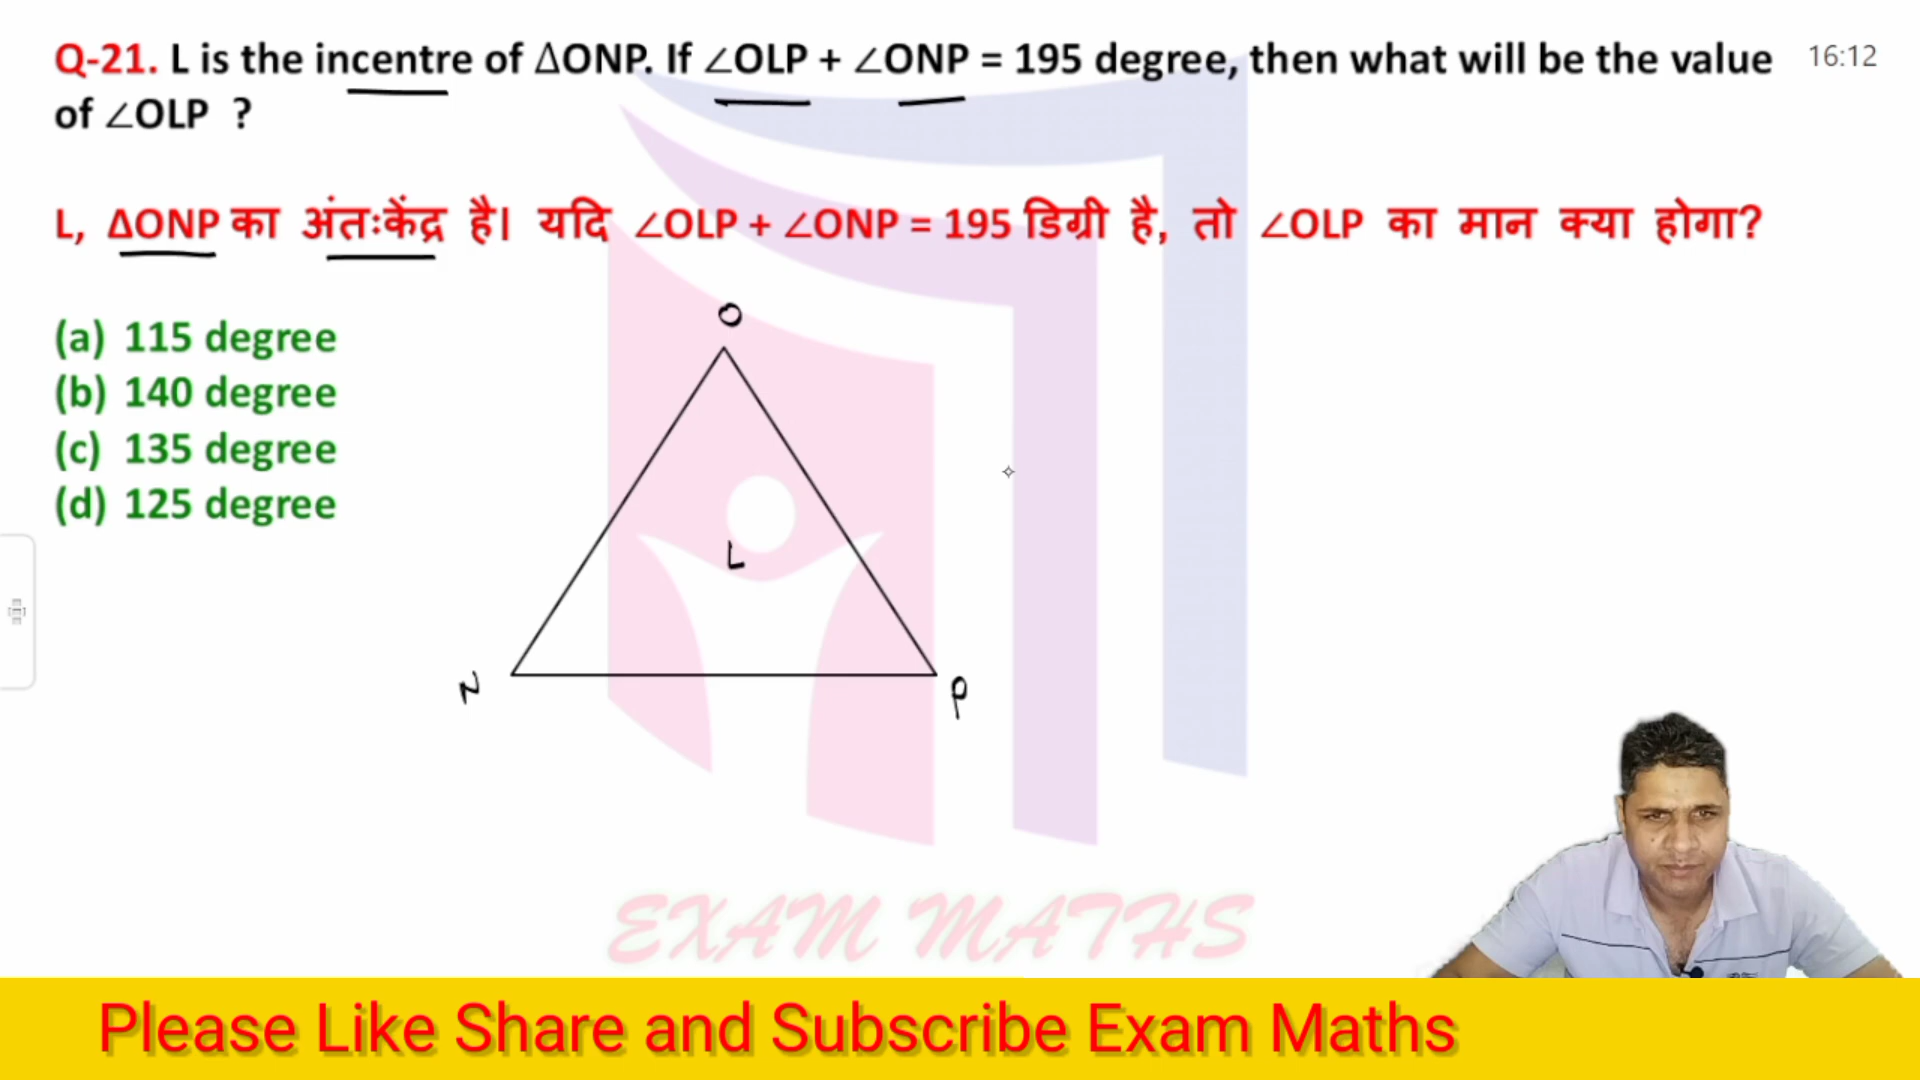 Q-21. L is the incentre of ΔONP. If ∠OLP + ∠ONP = 195 degree, then what will be the value
16:12
of ∠OLP ?
L, ΔONP का अंतःकेंद्र है। यदि ∠OLP + ∠ONP = 195 डिग्री है, तो ∠OLP का मान क्या होगा?
(a) 115 degree
(b) 140 degree
(c) 135 degree
(d) 125 degree
O
L
N
P
EXAM MATHS
Please Like Share and Subscribe Exam Maths